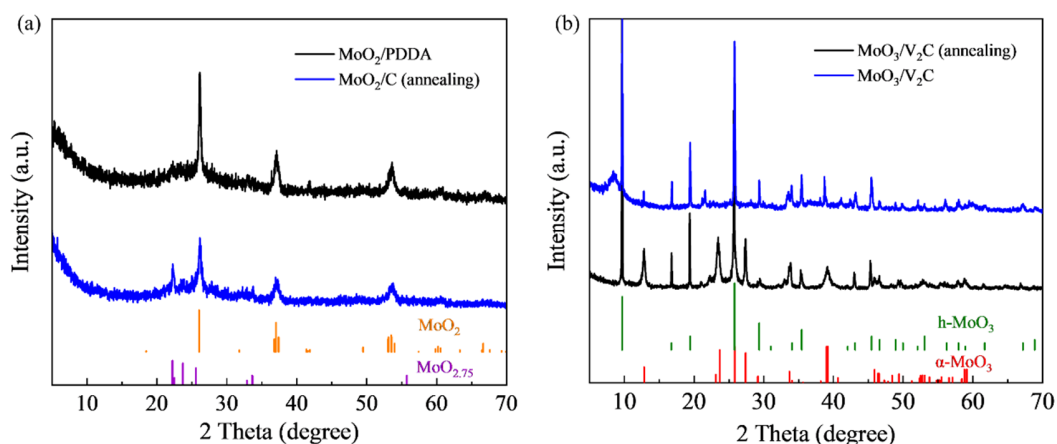 (a)
MoO₂/PDDA
MoO₂/C (annealing)
Intensity (a.u.)
MoO₂
MoO₂.₇₅
10 20 30 40 50 60 70
2 Theta (degree)
(b)
MoO₃/V₂C (annealing)
MoO₃/V₂C
Intensity (a.u.)
h-MoO₃
α-MoO₃
10 20 30 40 50 60 70
2 Theta (degree)